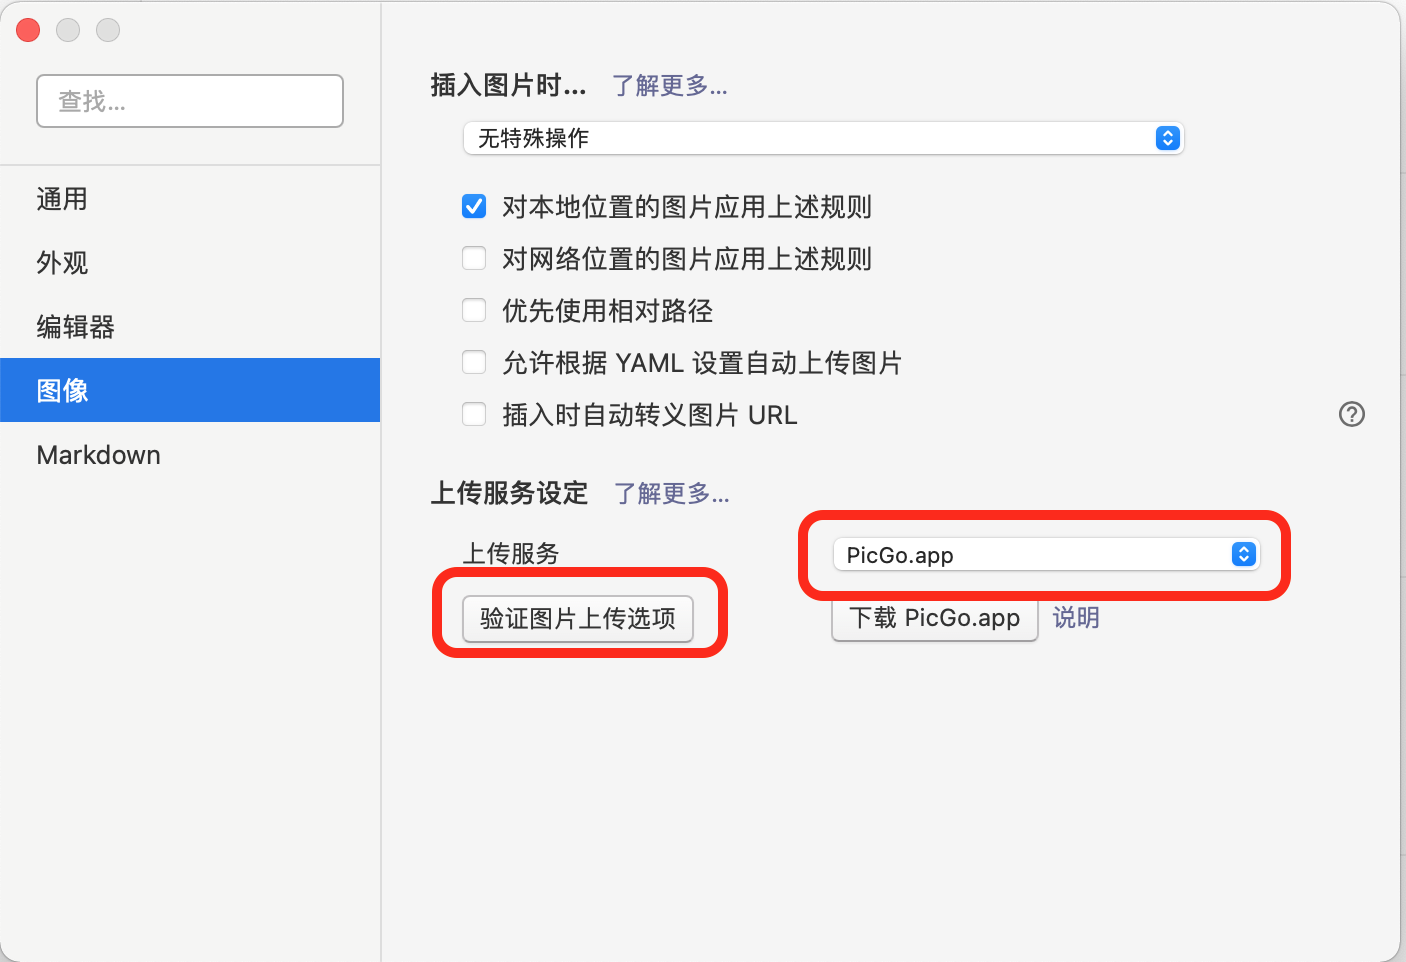 查找...
通用
外观
编辑器
图像
Markdown
插入图片时... 了解更多...
无特殊操作
对本地位置的图片应用上述规则
对网络位置的图片应用上述规则
优先使用相对路径
允许根据 YAML 设置自动上传图片
插入时自动转义图片 URL
?
上传服务设定 了解更多...
上传服务 PicGo.app
验证图片上传选项 下载 PicGo.app 说明